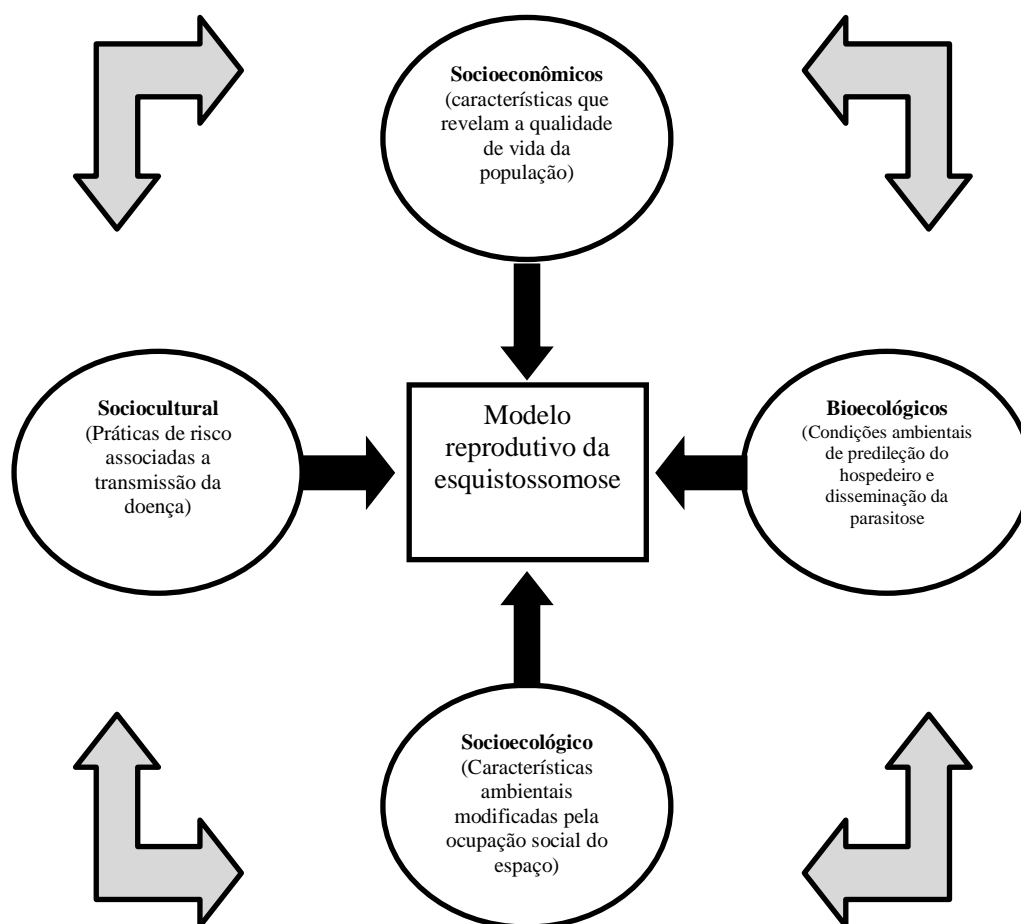 Socioeconômicos
(características que
revelam a qualidade
de vida da
população)
Sociocultural
(Práticas de risco
associadas a
transmissão da
doença)
Modelo
reprodutivo da
esquistossomose
Bioecológicos
(Condições ambientais
de predileção do
hospedeiro e
disseminação da
parasitose
Socioecológico
(Características
ambientais
modificadas pela
ocupação social do
espaço)